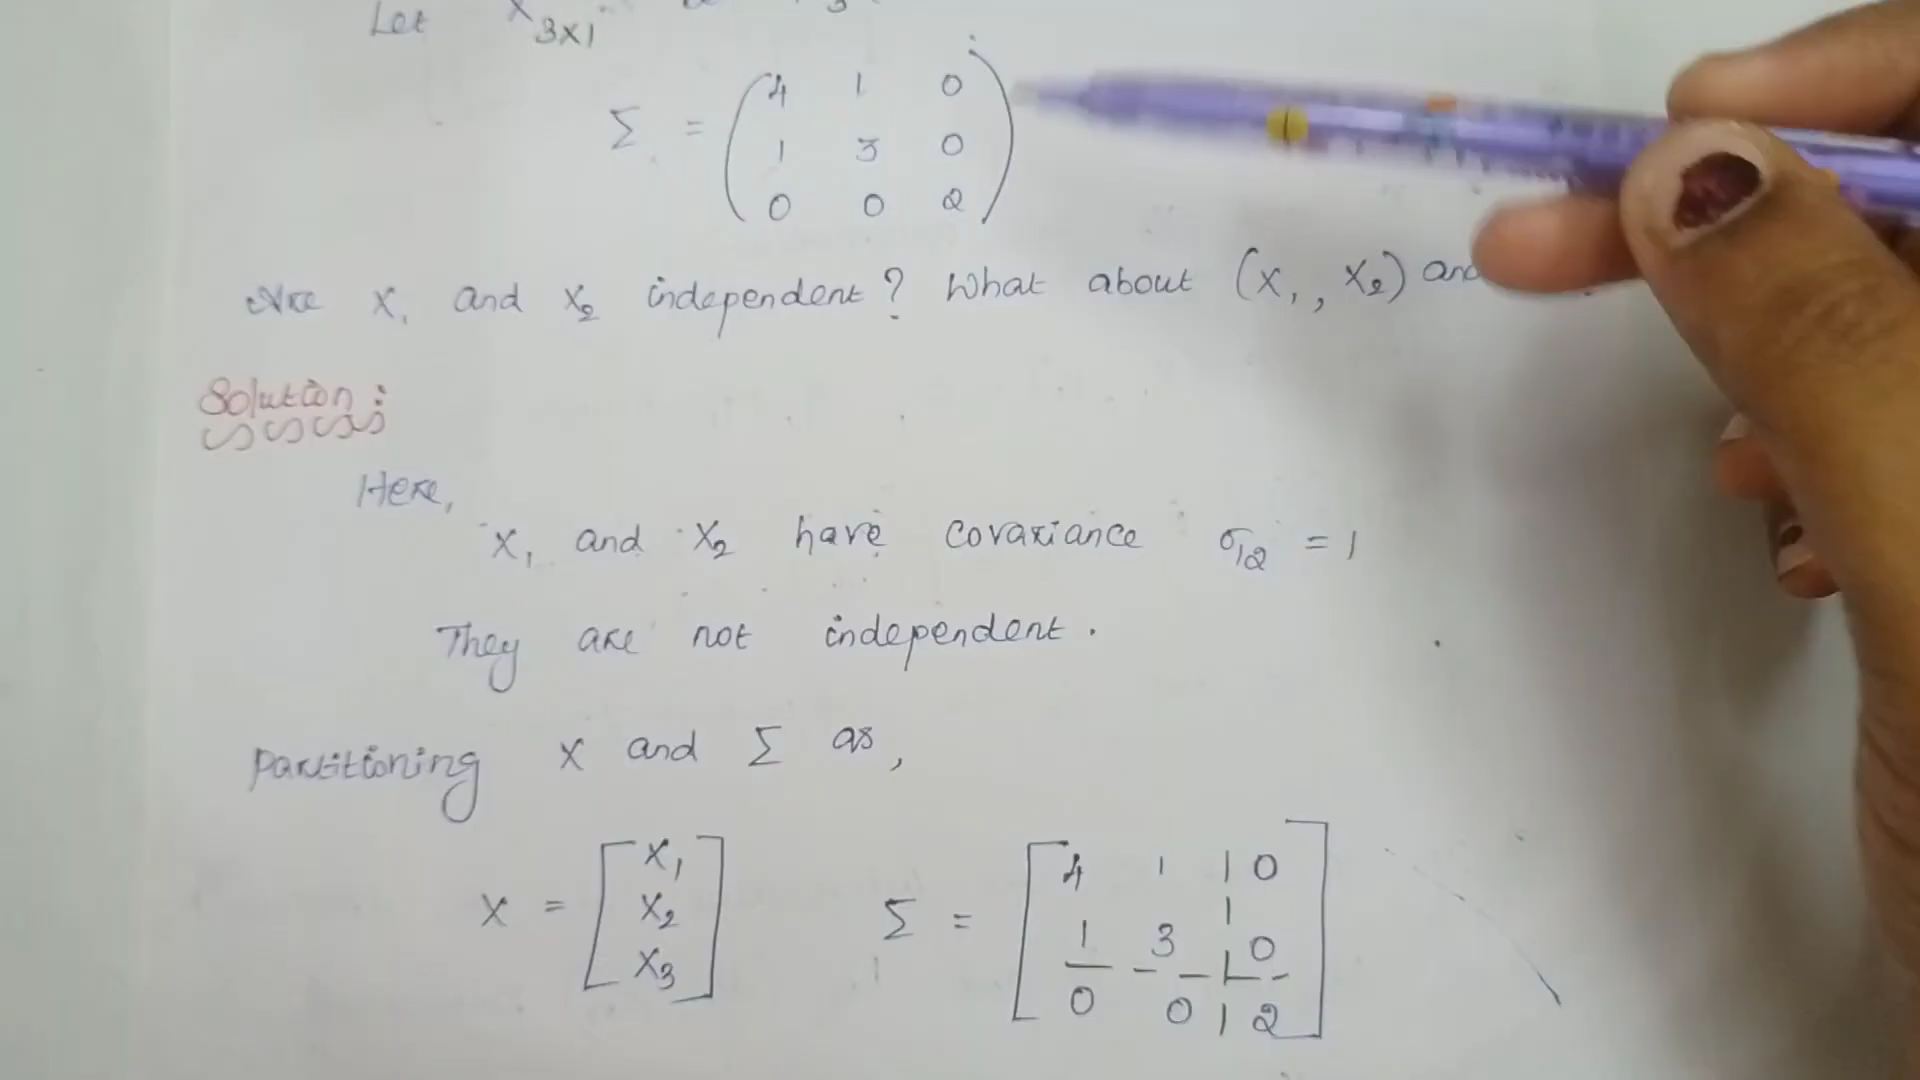 Let X 3x1
Σ = ( 4 1 0
1 3 0
0 0 2 )
Are X₁ and X₂ independent? What about (X₁, X₂) and
Solution:
Here,
X₁ and X₂ have covariance σ₁₂ = 1
They are not independent.
Partitioning X and Σ as,
X = [ X₁ X₂ X₃ ]
Σ = [ 4 1 | 0
1 3 | 0
0 0 | 2 ]